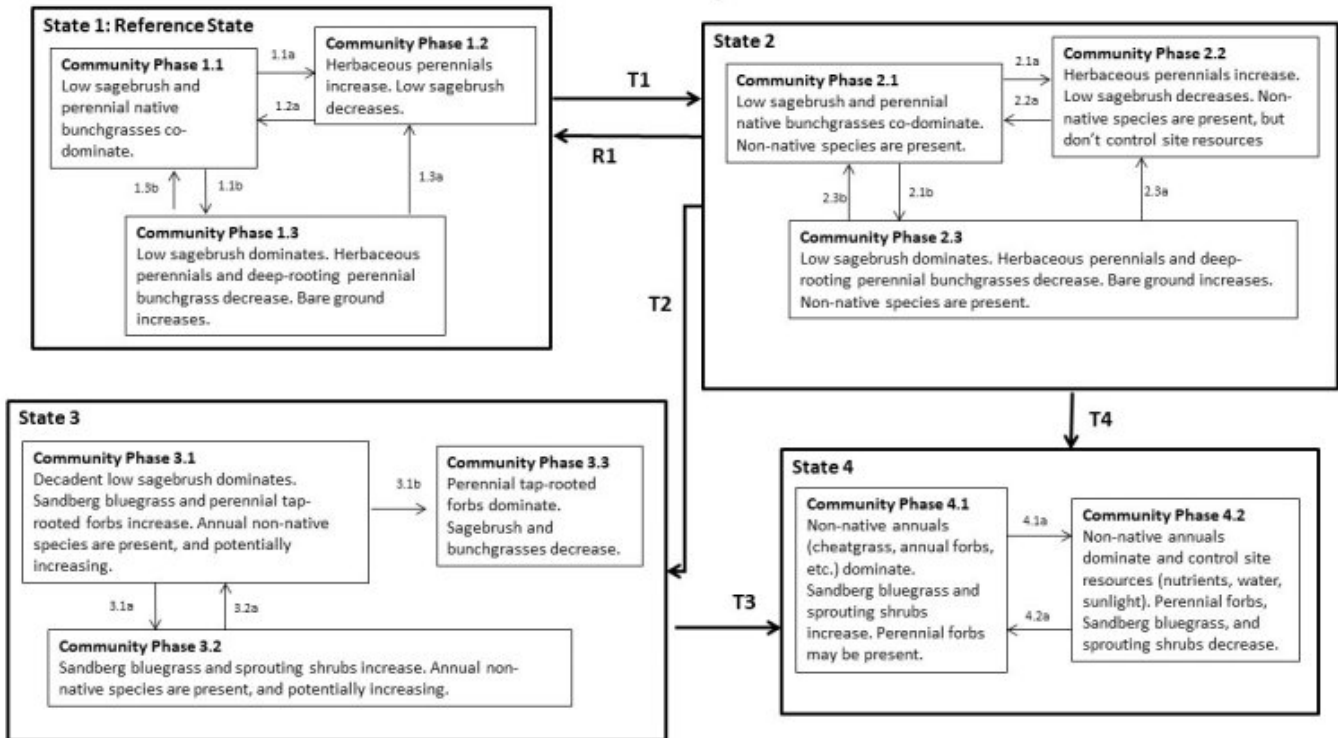 State 1: Reference State
Community Phase 1.1
Low sagebrush and
perennial native
bunchgrasses co-
dominate.
1.1a
1.2a
Community Phase 1.2
Herbaceous perennials
increase. Low sagebrush
decreases.
1.3b
1.1b
1.3a
Community Phase 1.3
Low sagebrush dominates. Herbaceous
perennials and deep-rooting perennial
bunchgrass decrease. Bare ground
increases.
T1
R1
State 2
Community Phase 2.1
Low sagebrush and perennial
native bunchgrasses co-dominate.
Non-native species are present.
2.1a
2.2a
Community Phase 2.2
Herbaceous perennials increase.
Low sagebrush decreases. Non-
native species are present, but
don't control site resources
2.3b
2.1b
2.3a
Community Phase 2.3
Low sagebrush dominates. Herbaceous perennials and deep-
rooting perennial bunchgrasses decrease. Bare ground increases.
Non-native species are present.
T2
T4
State 3
Community Phase 3.1
Decadent low sagebrush dominates.
Sandberg bluegrass and perennial tap-
rooted forbs increase. Annual non-native
species are present, and potentially
increasing.
3.1b
Community Phase 3.3
Perennial tap-rooted
forbs dominate.
Sagebrush and
bunchgrasses decrease.
3.1a
3.2a
Community Phase 3.2
Sandberg bluegrass and sprouting shrubs increase. Annual non-
native species are present, and potentially increasing.
T3
State 4
Community Phase 4.1
Non-native annuals
(cheatgrass, annual forbs,
etc.) dominate.
Sandberg bluegrass and
sprouting shrubs
increase. Perennial forbs
may be present.
4.1a
4.2a
Community Phase 4.2
Non-native annuals
dominate and control site
resources (nutrients, water,
sunlight). Perennial forbs,
Sandberg bluegrass, and
sprouting shrubs decrease.